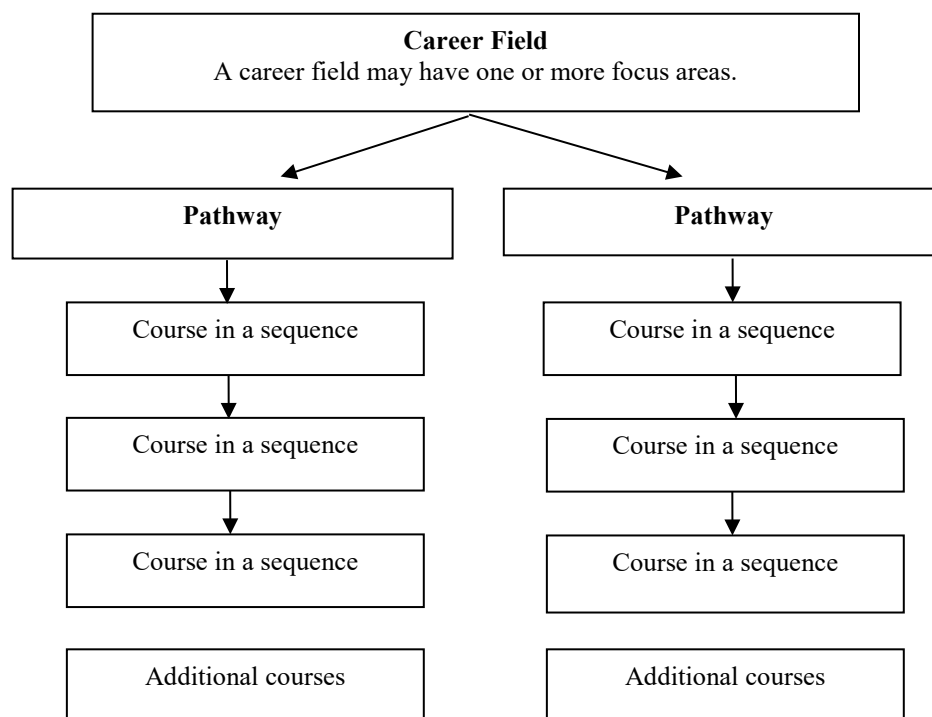 Career Field
A career field may have one or more focus areas.
Pathway
Pathway
Course in a sequence
Course in a sequence
Course in a sequence
Course in a sequence
Course in a sequence
Course in a sequence
Additional courses
Additional courses